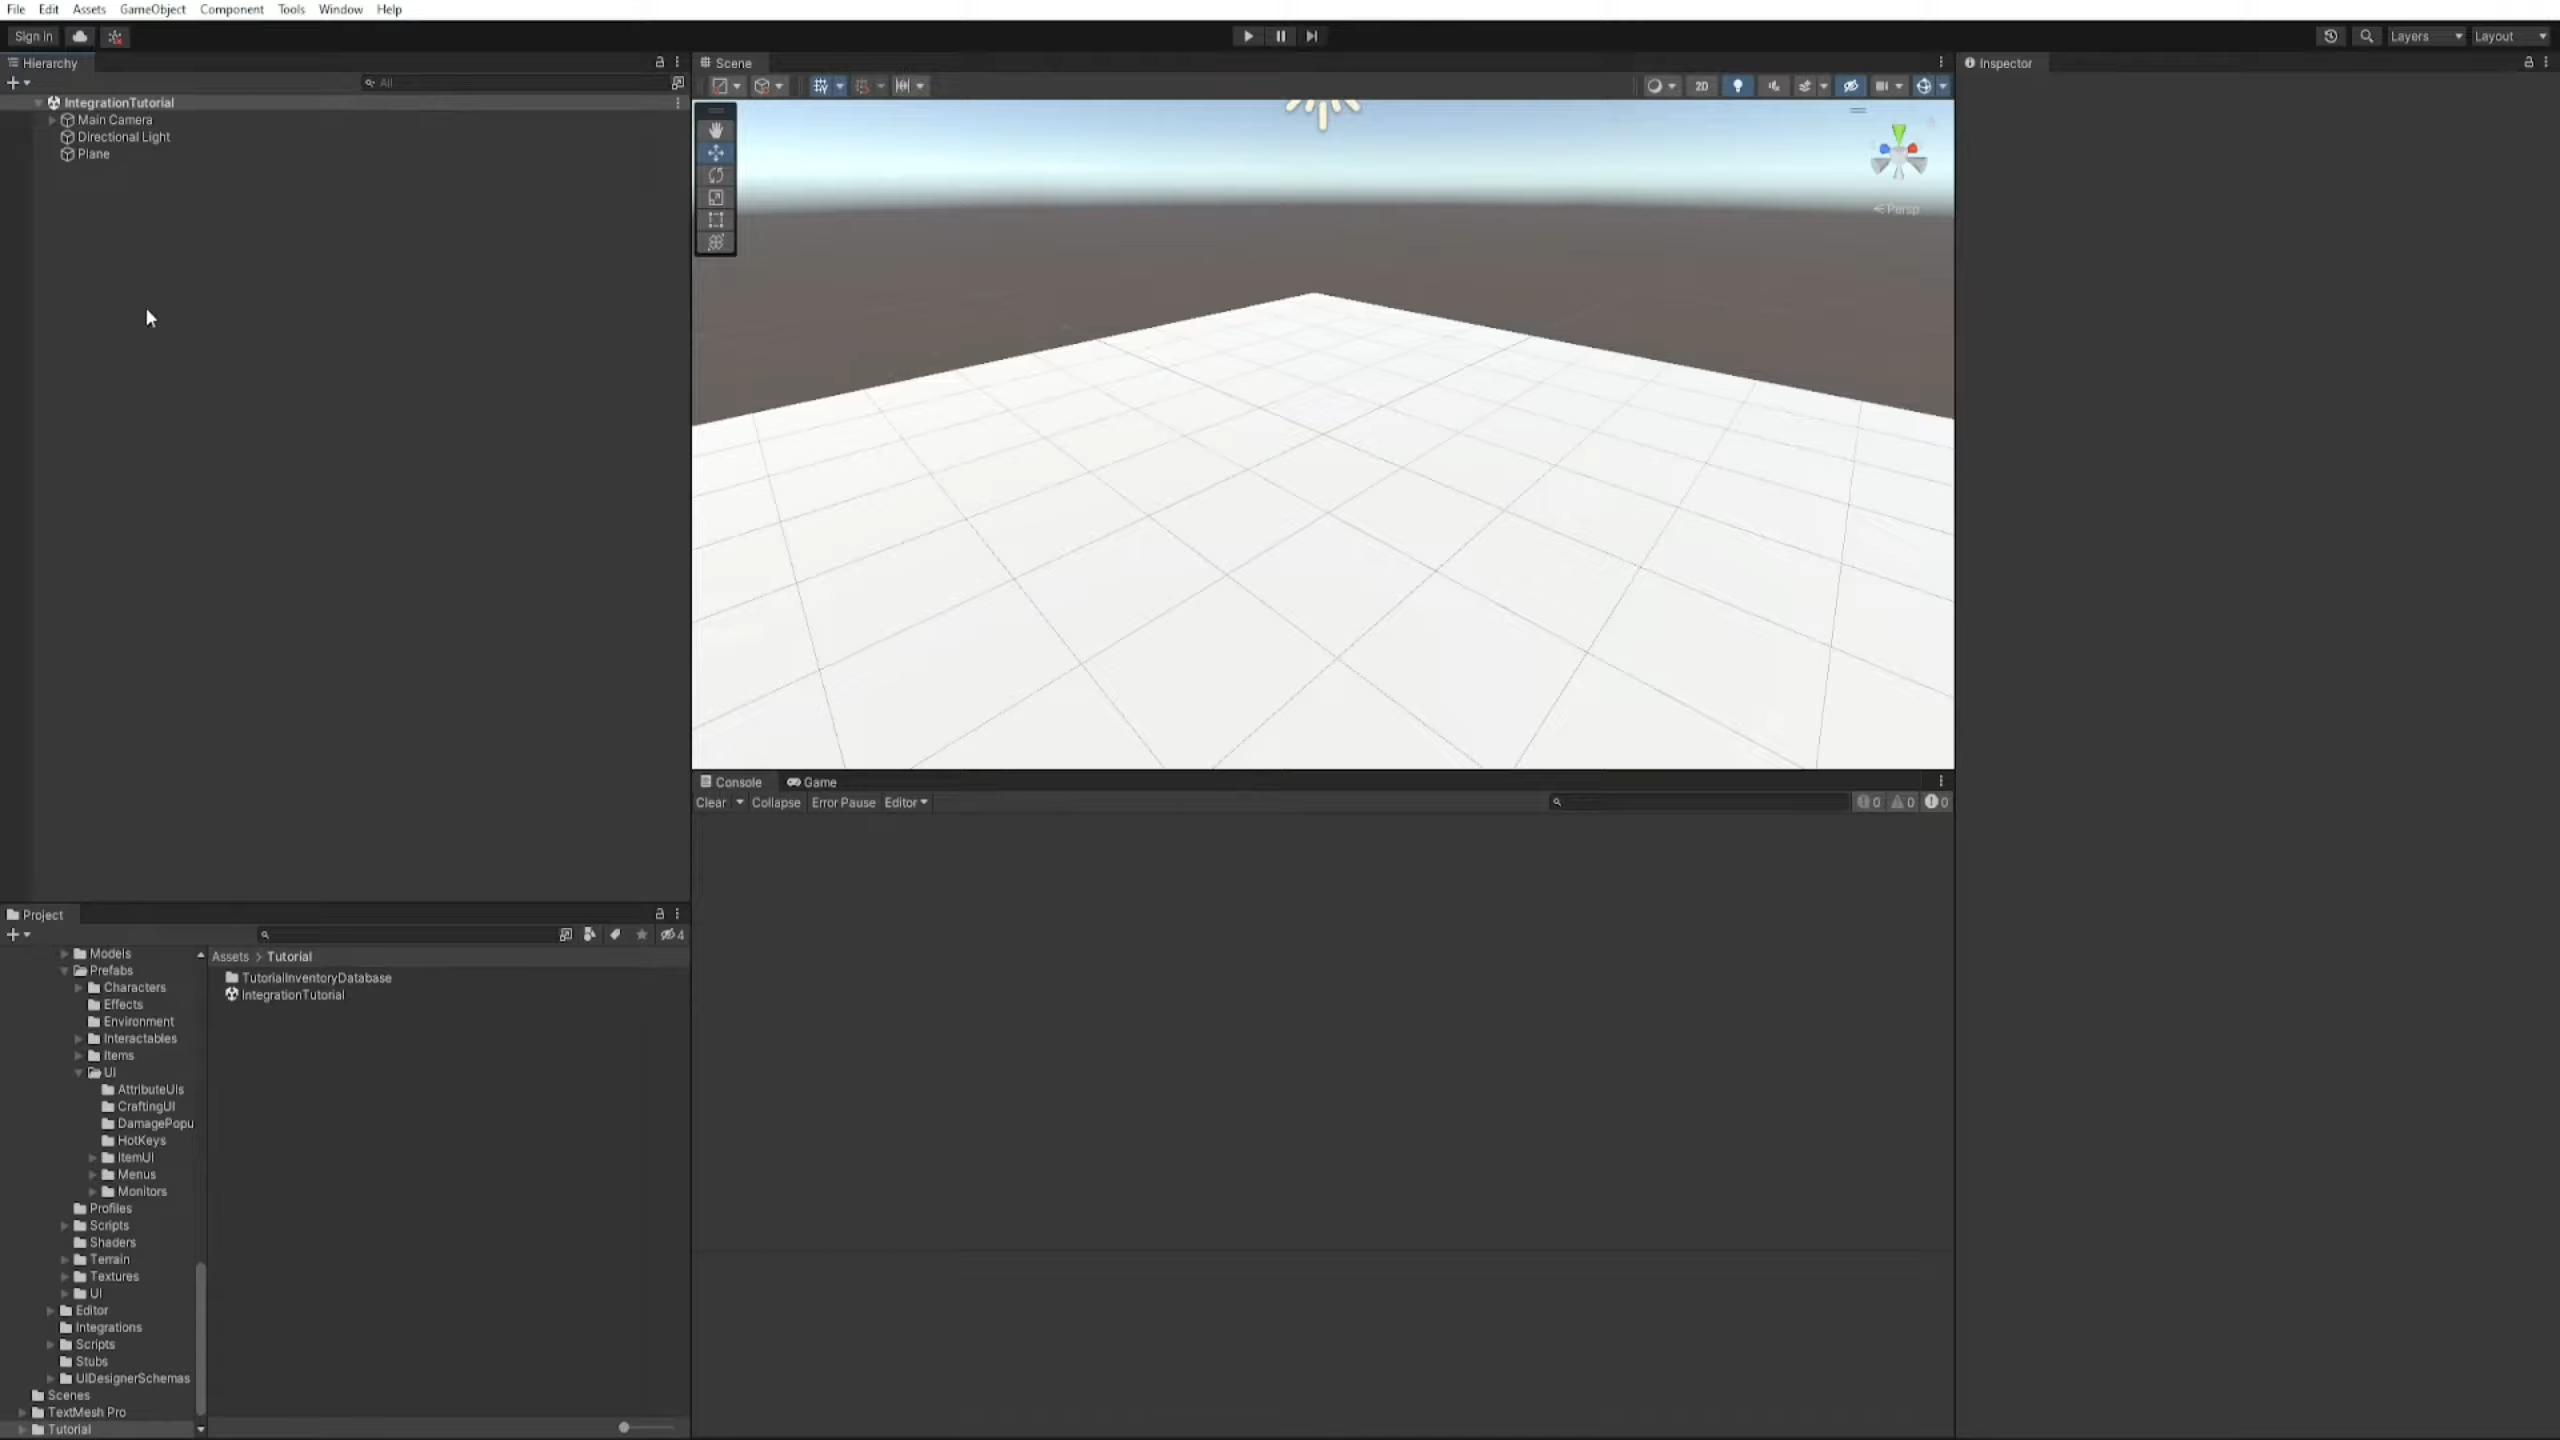 File Edit Assets GameObject Component Tools Window Help
Sign in
Layers Layout
Hierarchy
All
IntegrationTutorial
Main Camera
Directional Light
Plane
Scene
2D
Persp
Inspector
Console Game
Clear Collapse Error Pause Editor
0 0 0
Project
4
Models
Prefabs
Characters
Effects
Environment
Interactables
Items
UI
AttributeUIs
CraftingUI
DamagePopu
HotKeys
ItemUI
Menus
Monitors
Profiles
Scripts
Shaders
Terrain
Textures
UI
Editor
Integrations
Scripts
Stubs
UIDesignerSchemas
Scenes
TextMesh Pro
Tutorial
Assets > Tutorial
TutorialInventoryDatabase
IntegrationTutorial